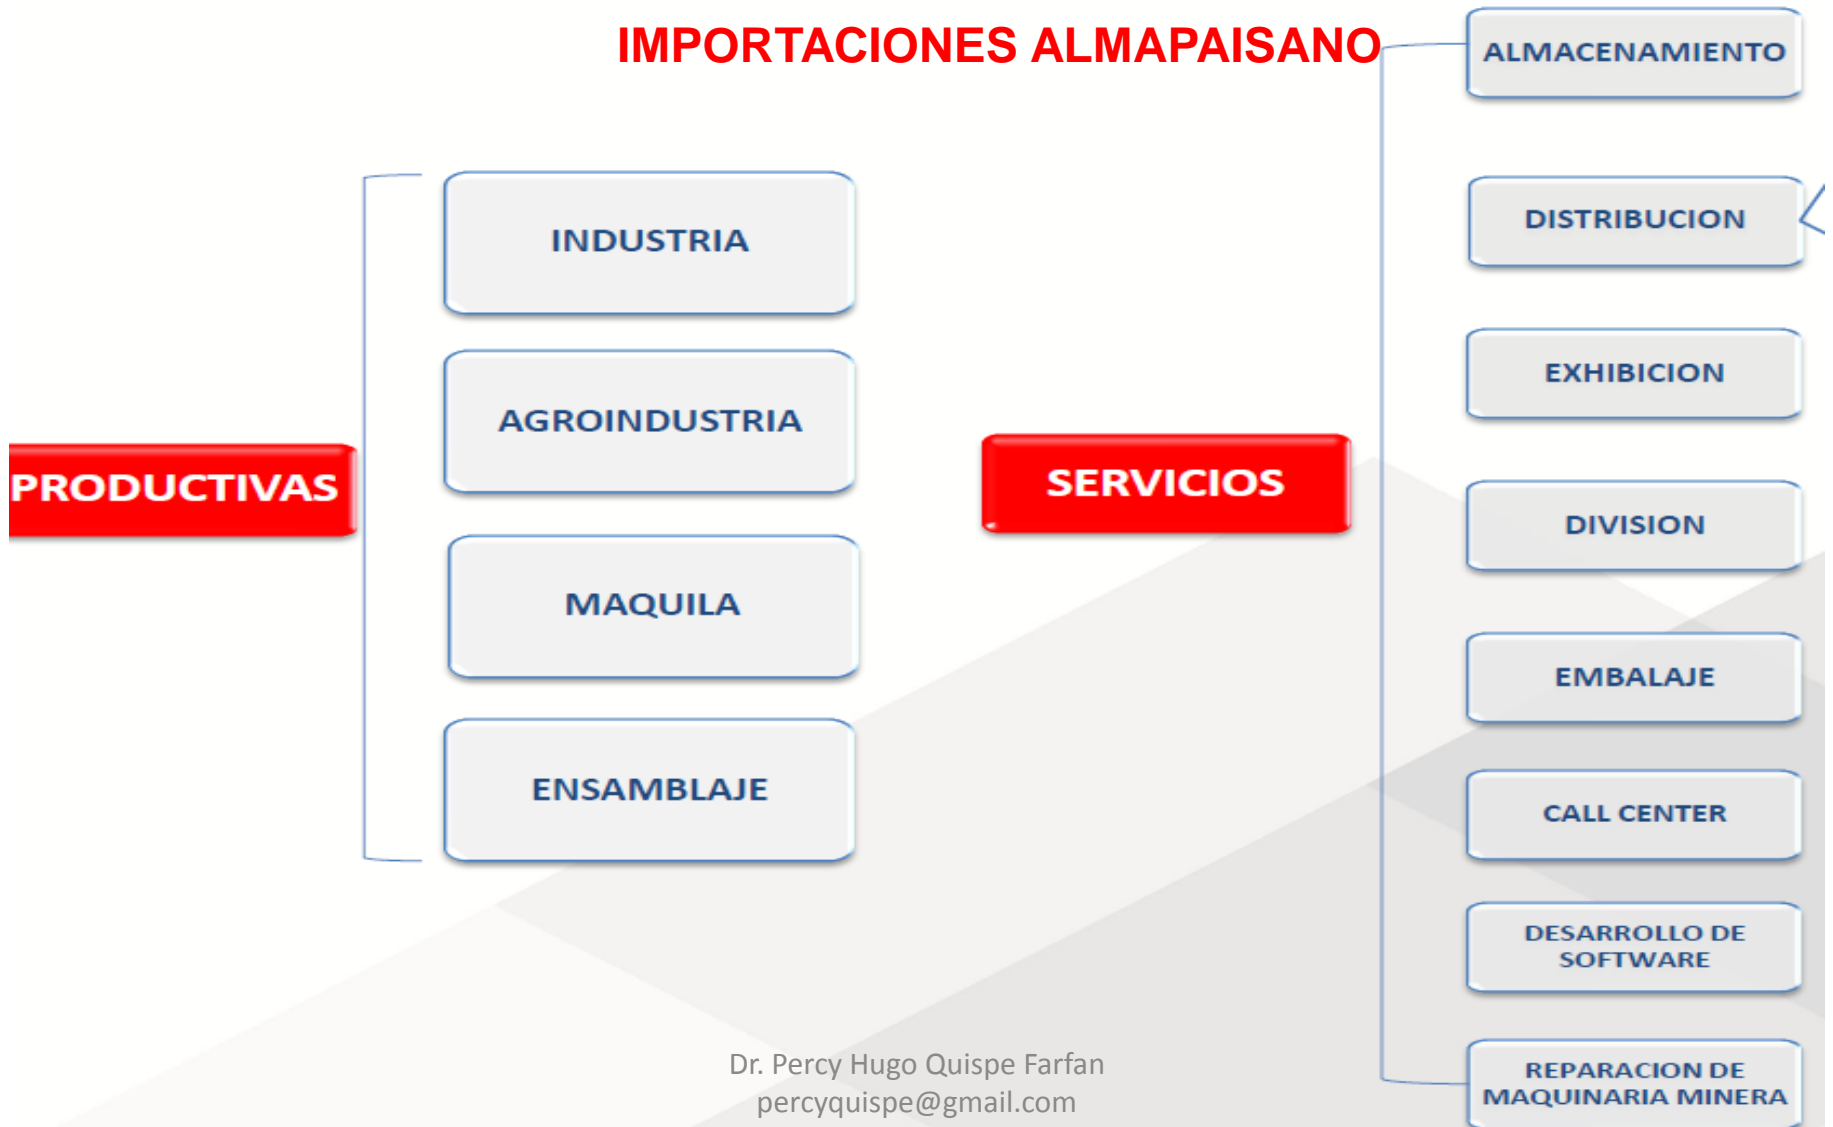 IMPORTACIONES ALMAPAISANO
PRODUCTIVAS
INDUSTRIA
AGROINDUSTRIA
MAQUILA
ENSAMBLAJE
SERVICIOS
ALMACENAMIENTO
DISTRIBUCION
EXHIBICION
DIVISION
EMBALAJE
CALL CENTER
DESARROLLO DE
SOFTWARE
REPARACION DE
MAQUINARIA MINERA
Dr. Percy Hugo Quispe Farfan
percyquispe@gmail.com